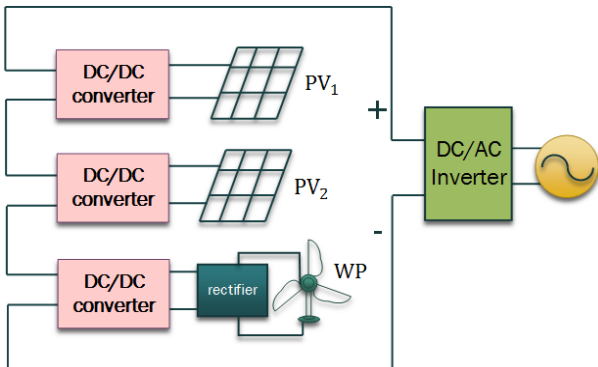 DC/DC
converter
PV₁
+
DC/AC
Inverter
DC/DC
converter
PV₂
-
DC/DC
converter
rectifier
WP